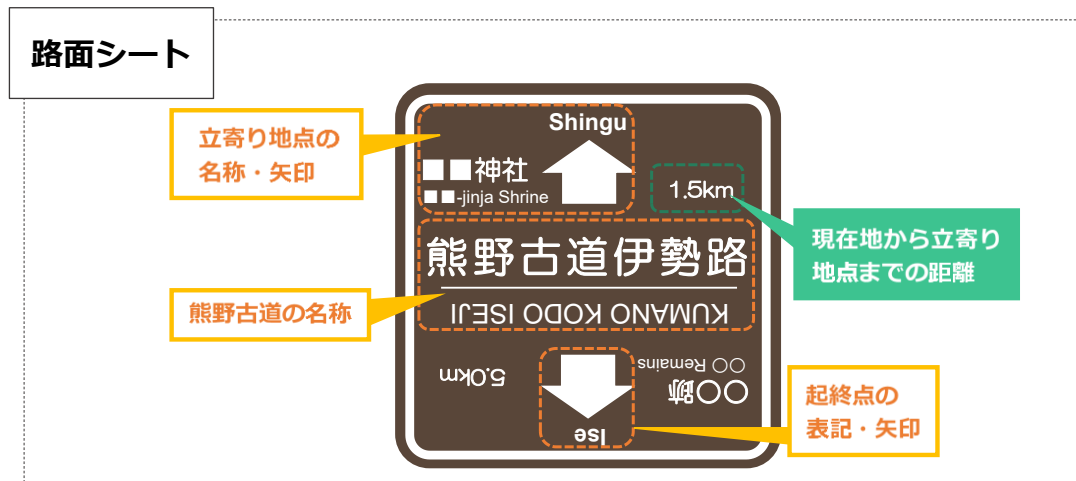 路面シート
立寄り地点の
名称・矢印
Shingu
■■神社
■■-jinja Shrine
1.5km
現在地から立寄り
地点までの距離
熊野古道伊勢路
熊野古道の名称
KUMANO KODO ISEJI
○○跡
○○ Remains
5.0km
Ise
起終点の
表記・矢印